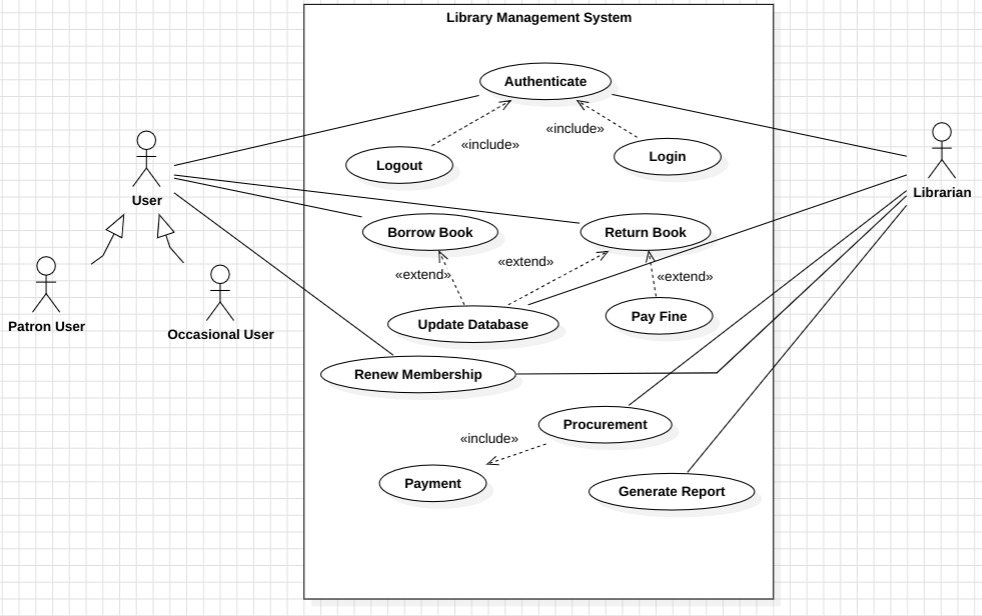 Library Management System
Authenticate
«include»
«include»
Logout
Login
User
Librarian
Borrow Book
Return Book
«extend»
«extend»
«extend»
Patron User
Occasional User
Update Database
Pay Fine
Renew Membership
Procurement
«include»
Payment
Generate Report